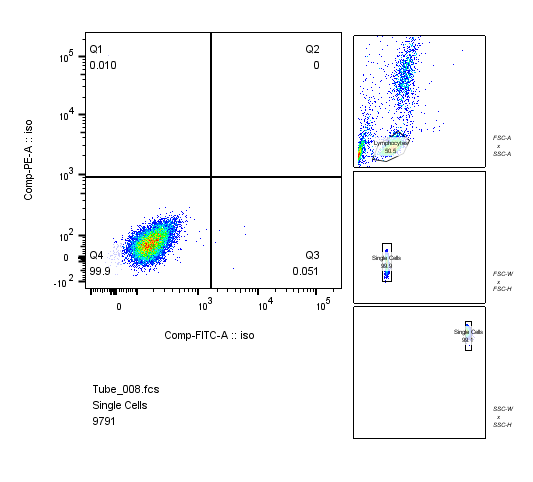 Q1
0.010
Q2
0
Q4
99.9
Q3
0.051
10^5
10^4
10^3
10^2
0
-10^2
0
10^3
10^4
10^5
Comp-PE-A :: iso
Comp-FITC-A :: iso
Tube_008.fcs
Single Cells
9791
Lymphocytes
50.5
FSC-A
x
SSC-A
Single Cells
99.9
FSC-W
x
FSC-H
Single Cells
99.1
SSC-W
x
SSC-H